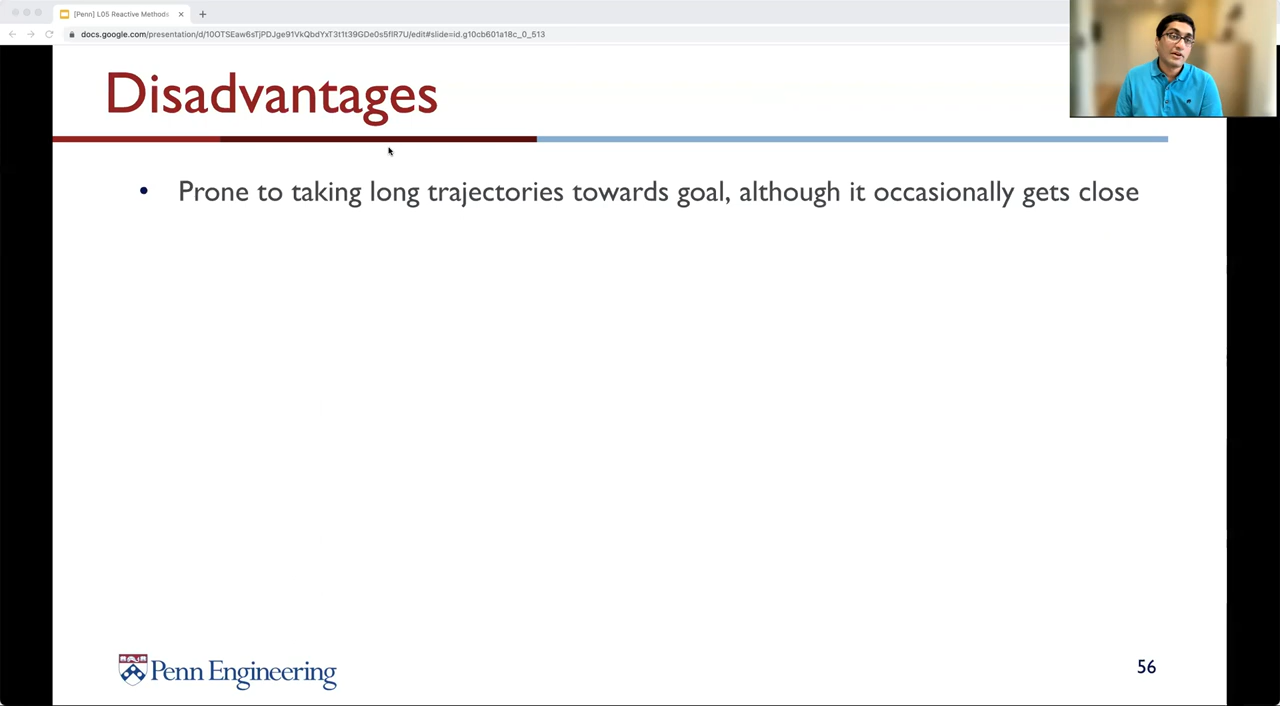 [Penn] L05 Reactive Methods
docs.google.com/presentation/d/10OTSEaw6sTjPDJge91VkQbdYxT3t1t39GDe0s5fIR7U/edit#slide=id.g10cb601a18c_0_513
Disadvantages
• Prone to taking long trajectories towards goal, although it occasionally gets close
Penn Engineering
56